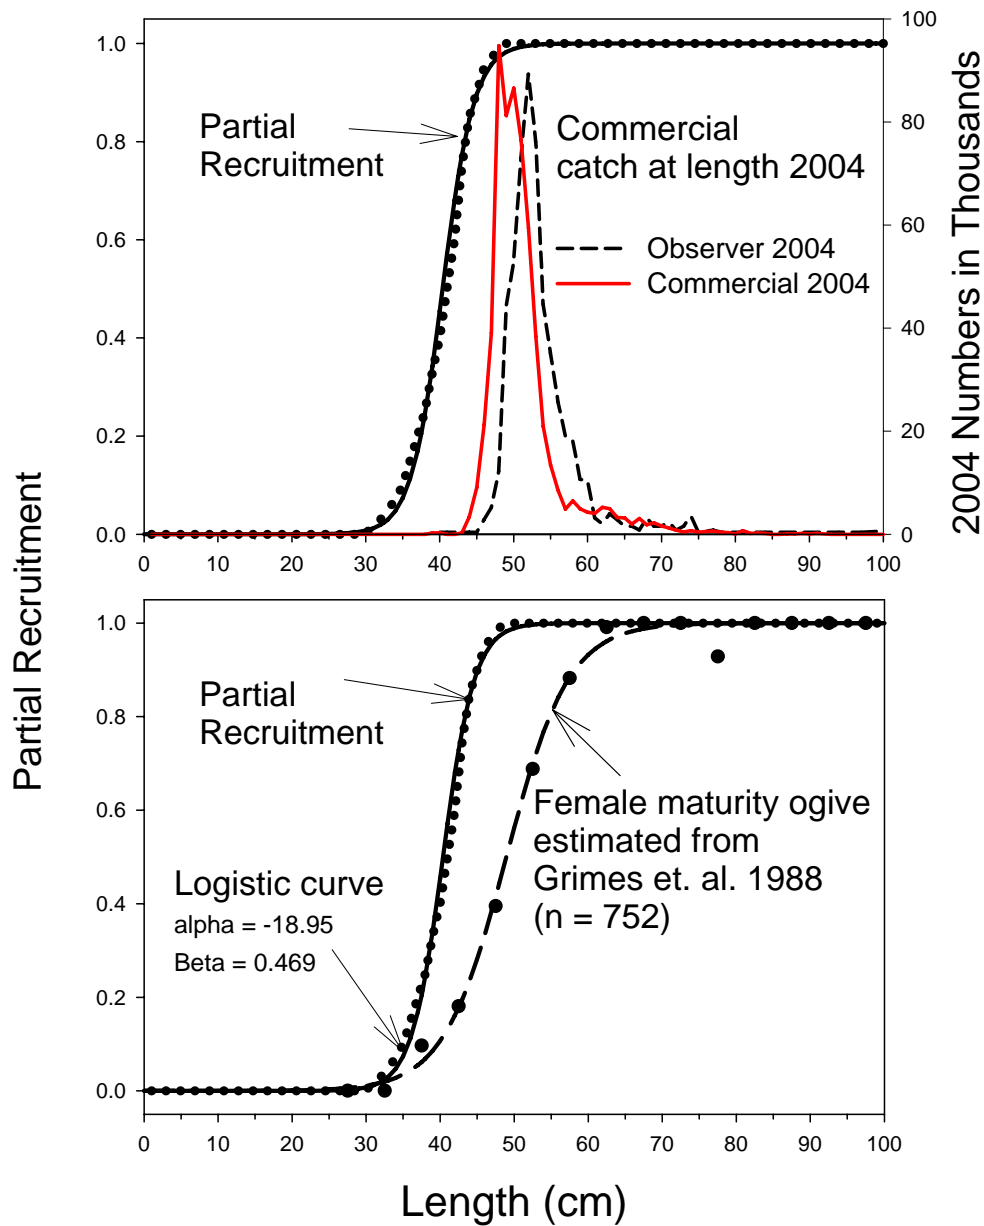 100
1.0
Partial
Recruitment
Commercial
catch at length 2004
80
0.8
Observer 2004
Commercial 2004
60
0.6
40
0.4
20
0.2
0
0.0
0 10 20 30 40 50 60 70 80 90 100
2004 Numbers in Thousands
Partial Recruitment
1.0
Partial
Recruitment
0.8
0.6
Female maturity ogive
estimated from
Grimes et. al. 1988
(n = 752)
Logistic curve
alpha = -18.95
Beta = 0.469
0.4
0.2
0.0
0 10 20 30 40 50 60 70 80 90 100
Length (cm)